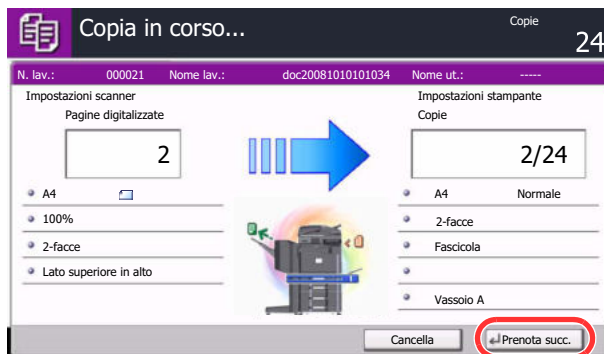 Copia in corso...
Copie
24
N. lav.: 000021 Nome lav.: doc20081010101034 Nome ut.: -----
Impostazioni scanner
Pagine digitalizzate
2
A4
100%
2-facce
Lato superiore in alto
Impostazioni stampante
Copie
2/24
A4 Normale
2-facce
Fascicola
Vassoio A
Cancella
Prenota succ.